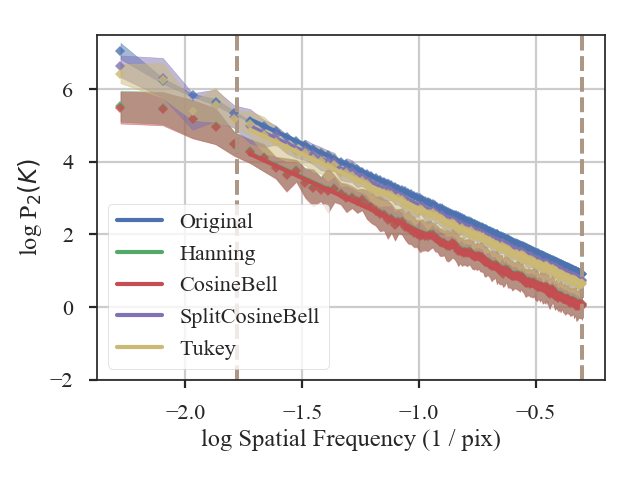 log P₂(K)
6
4
2
0
−2
Original
Hanning
CosineBell
SplitCosineBell
Tukey
−2.0 −1.5 −1.0 −0.5
log Spatial Frequency (1 / pix)